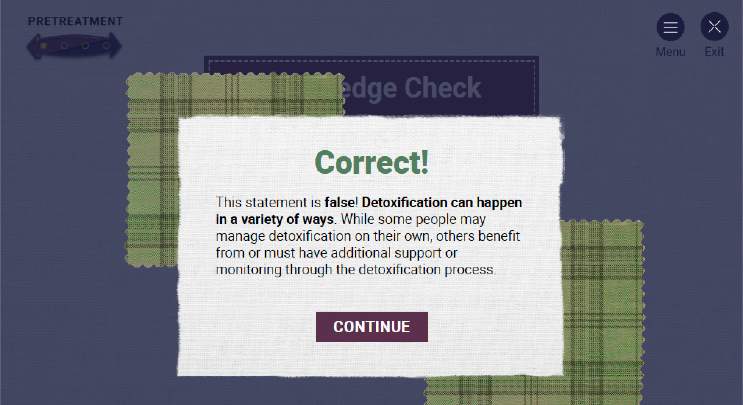 PRETREATMENT
Menu
Exit
edge Check
Correct!
This statement is false! Detoxification can happen
in a variety of ways. While some people may
manage detoxification on their own, others benefit
from or must have additional support or
monitoring through the detoxification process.
CONTINUE